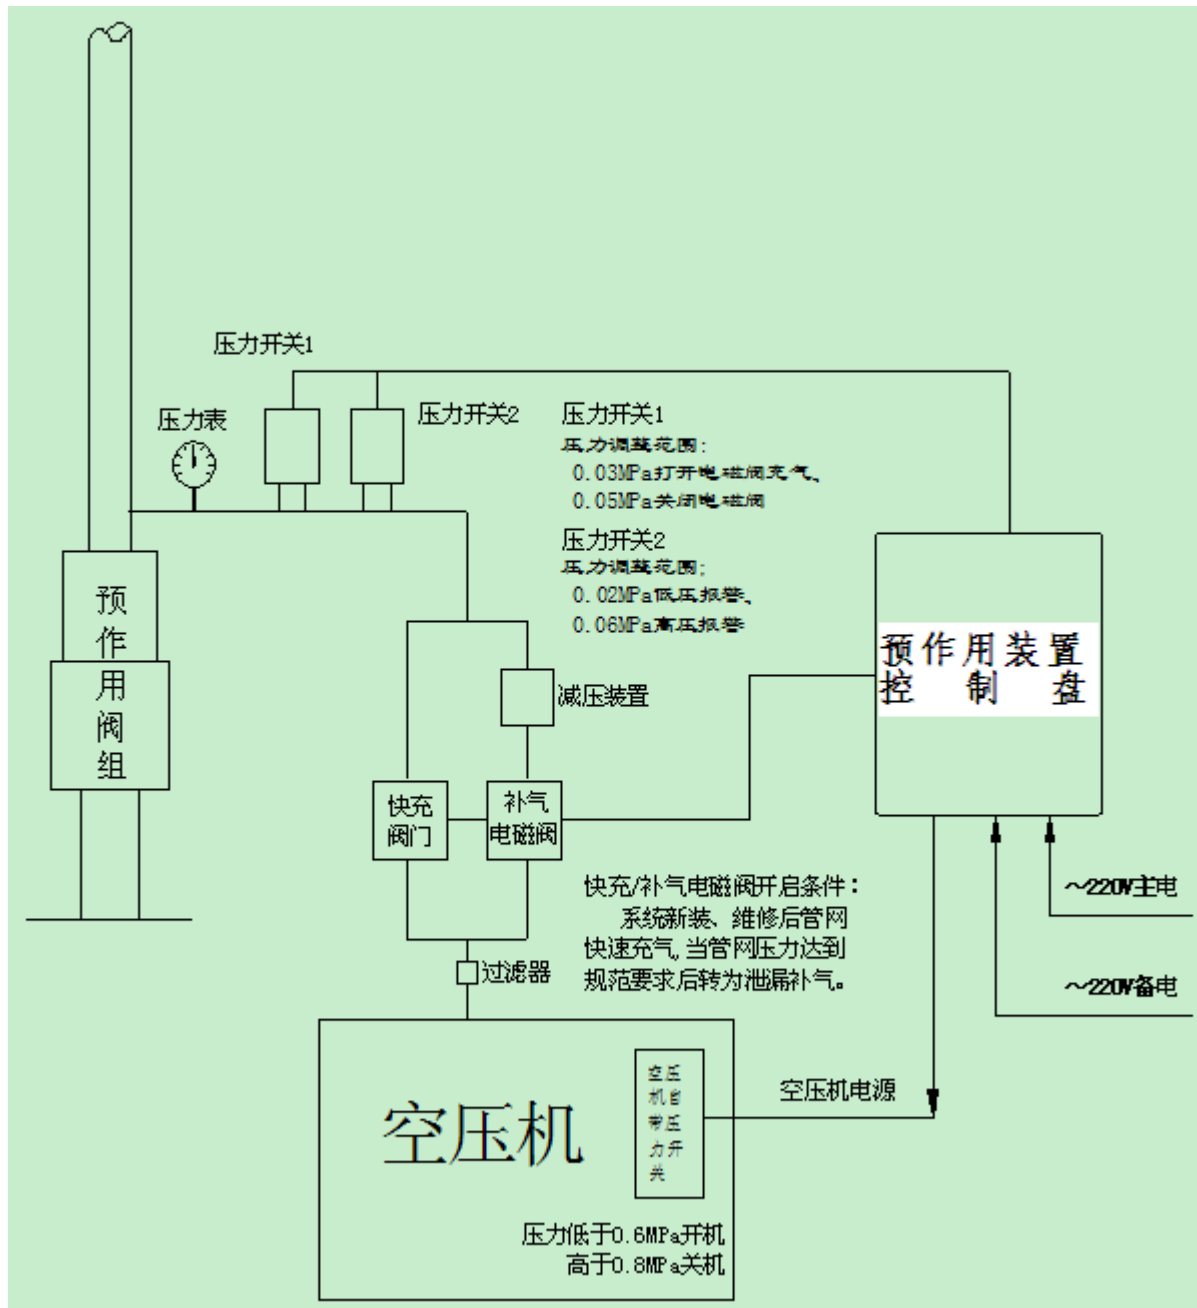 压力开关1
压力表
压力开关2
压力开关1
压力调整范围:
0.03MPa打开电磁阀充气、
0.05MPa关闭电磁阀
压力开关2
压力调整范围:
0.02MPa低压报警、
0.06MPa高压报警
预作用阀组
预作用装置
控制盘
减压装置
快充
阀门
补气
电磁阀
快充/补气电磁阀开启条件:
系统新装、维修后管网
快速充气,当管网压力达到
规范要求后转为泄漏补气。
~220V主电
~220V备电
过滤器
空压机
空压
机自
带压
力开
关
空压机电源
压力低于0.6MPa开机
高于0.8MPa关机